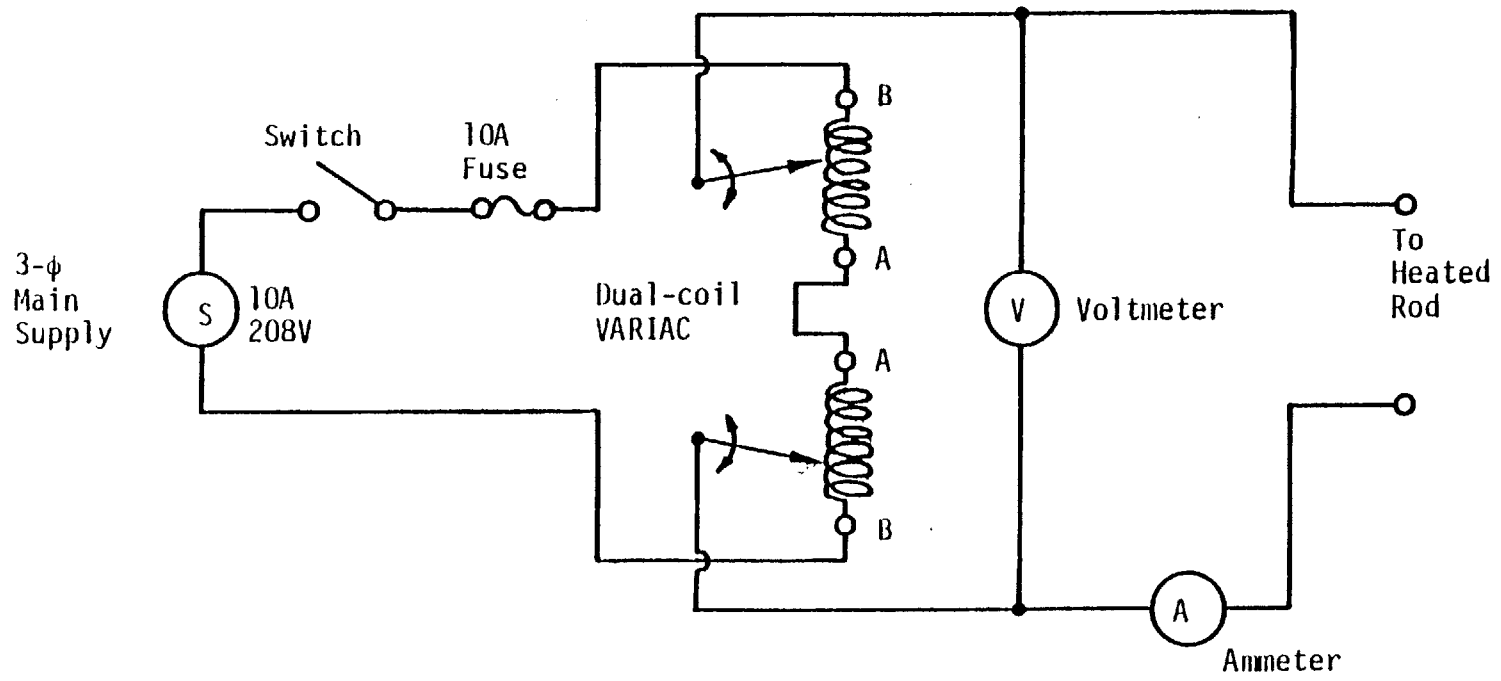 B
Switch
10A
Fuse
A
To
Heated
Rod
3-ϕ
Main
Supply
S
10A
208V
Dual-coil
VARIAC
V
Voltmeter
A
B
A
Ammeter